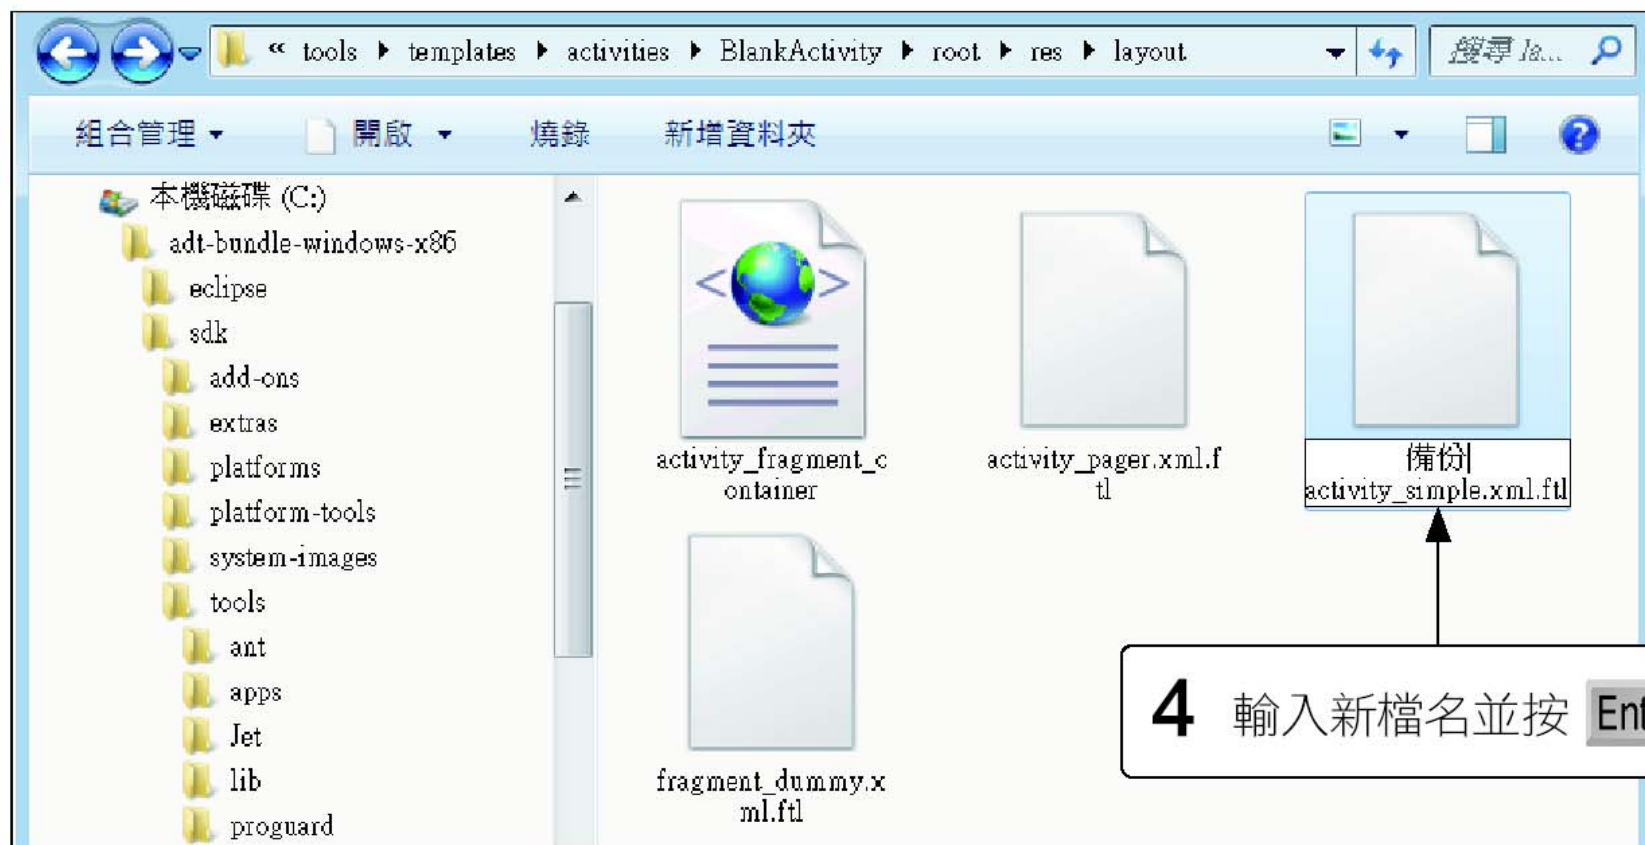 « tools ▸ templates ▸ activities ▸ BlankActivity ▸ root ▸ res ▸ layout
搜尋 la...
組合管理 開啟 燒錄 新增資料夾
本機磁碟 (C:)
adt-bundle-windows-x86
eclipse
sdk
add-ons
extras
platforms
platform-tools
system-images
tools
ant
apps
Jet
lib
proguard
activity_fragment_c
ontainer
activity_pager.xml.f
tl
備份
activity_simple.xml.ftl
fragment_dummy.x
ml.ftl
4 輸入新檔名並按 Ent